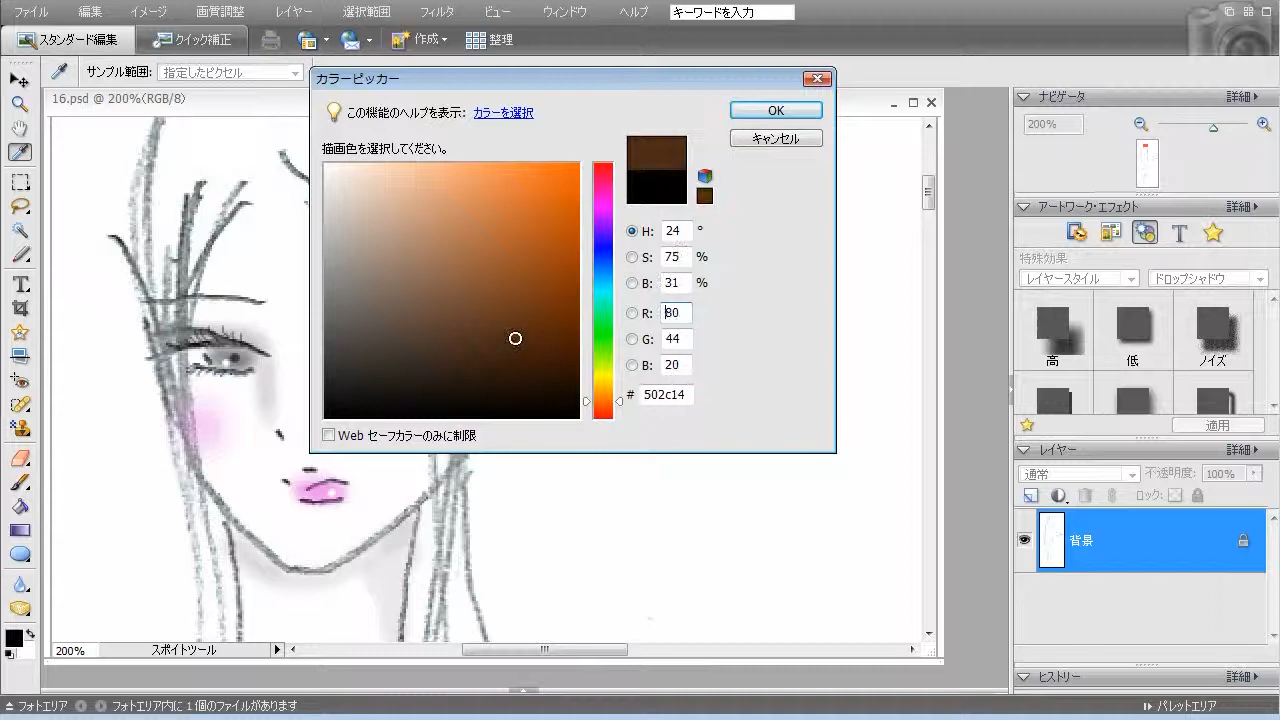 ファイル 編集 イメージ 画質調整 レイヤー 選択範囲 フィルタ ビュー ウィンドウ ヘルプ キーワードを入力
スタンダード編集 クイック補正 作成 整理
サンプル範囲: 指定したピクセル
16.psd @ 200%(RGB/8)
カラーピッカー
この機能のヘルプを表示: カラーを選択
OK
キャンセル
描画色を選択してください。
H: 24 °
S: 75 %
B: 31 %
R: 80
G: 44
B: 20
# 502c14
Web セーフカラーのみに制限
ナビゲータ 詳細
200%
アートワーク・エフェクト 詳細
特殊効果
レイヤースタイル ドロップシャドウ
高 低 ノイズ
適用
レイヤー 詳細
通常 不透明度: 100%
ロック:
背景
200% スポイトツール
ヒストリー 詳細
フォトエリア フォトエリア内に 1個のファイルがあります パレットエリア